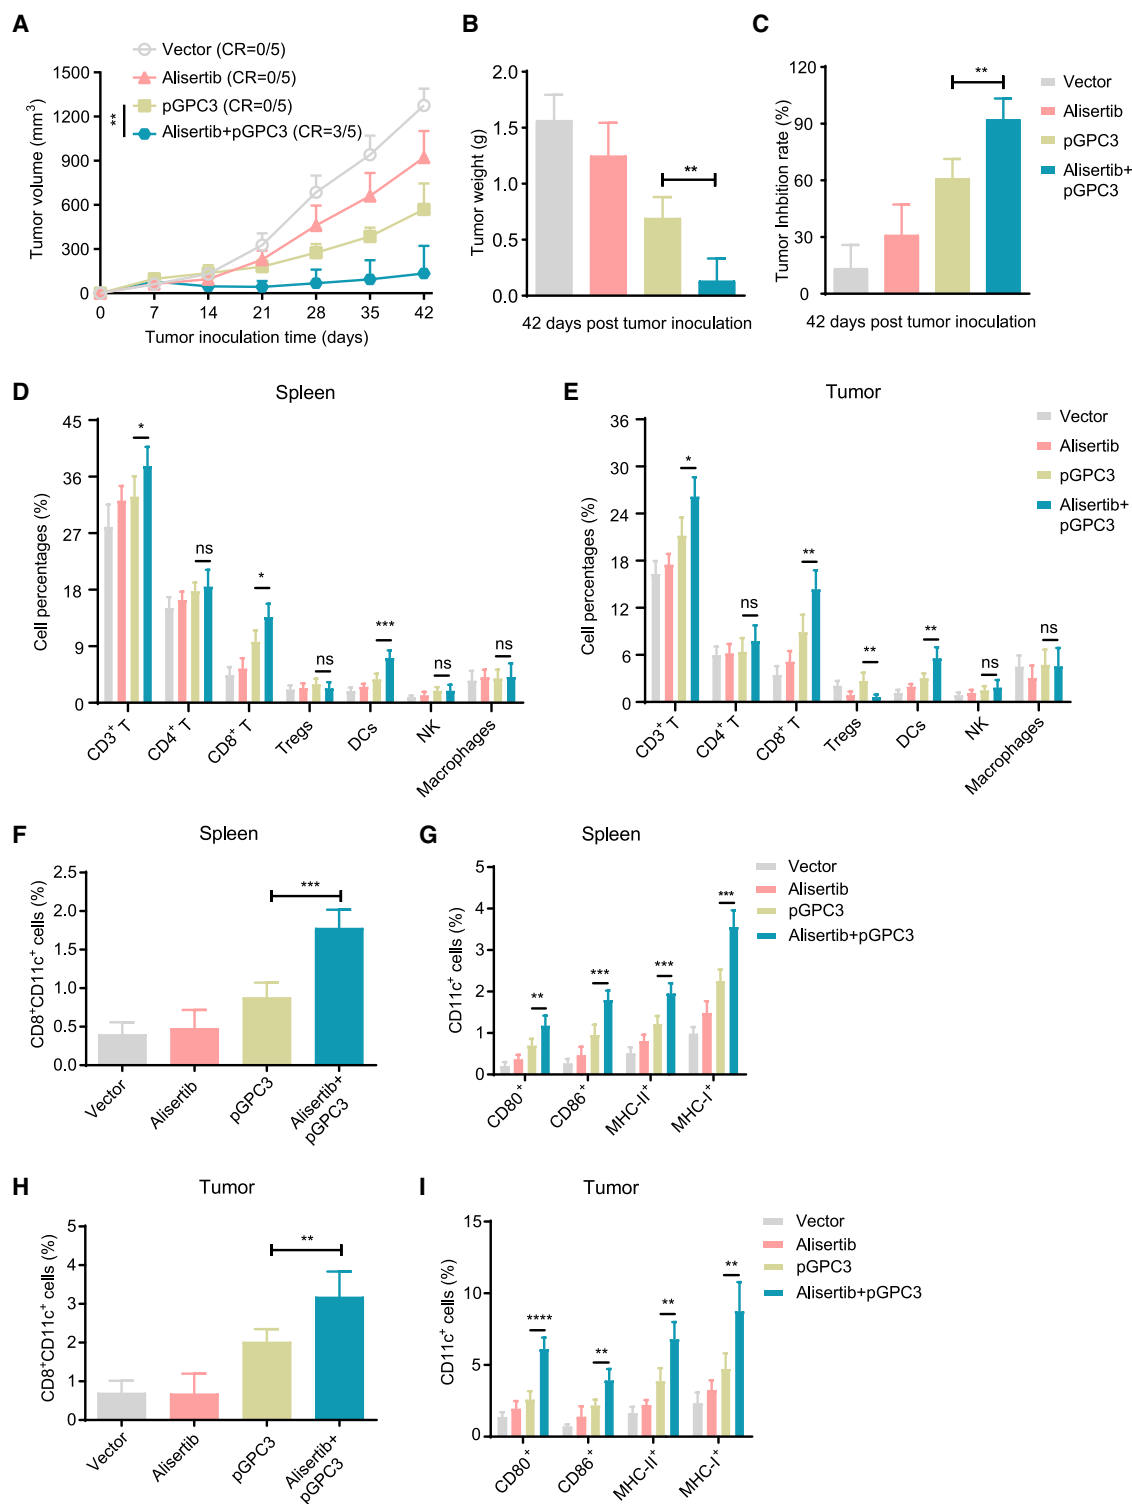 A
Vector (CR=0/5)
Alisertib (CR=0/5)
pGPC3 (CR=0/5)
Alisertib+pGPC3 (CR=3/5)
**
Tumor volume (mm³)
1500
1200
900
600
300
0
0 7 14 21 28 35 42
Tumor inoculation time (days)
B
Tumor weight (g)
2.0
1.5
1.0
0.5
0.0
**
42 days post tumor inoculation
C
Tumor Inhbition rate (%)
120
90
60
30
0
**
42 days post tumor inoculation
Vector
Alisertib
pGPC3
Alisertib+
pGPC3
D
Spleen
Cell percentages (%)
45
36
27
18
9
0
* ns * ns *** ns ns
CD3⁺ T CD4⁺ T CD8⁺ T Tregs DCs NK Macrophages
E
Tumor
Cell percentages (%)
36
30
24
18
12
6
0
* ns ** ** ** ns ns
CD3⁺ T CD4⁺ T CD8⁺ T Tregs DCs NK Macrophages
Vector
Alisertib
pGPC3
Alisertib+
pGPC3
F
Spleen
CD8⁺CD11c⁺ cells (%)
2.5
2.0
1.5
1.0
0.5
0.0
***
Vector Alisertib pGPC3 Alisertib+
pGPC3
G
Spleen
CD11c⁺ cells (%)
5
4
3
2
1
0
** *** *** ***
CD80⁺ CD86⁺ MHC-II⁺ MHC-I⁺
Vector
Alisertib
pGPC3
Alisertib+pGPC3
H
Tumor
CD8⁺CD11c⁺ cells (%)
5
4
3
2
1
0
**
Vector Alisertib pGPC3 Alisertib+
pGPC3
I
Tumor
CD11c⁺ cells (%)
15
10
5
0
**** ** ** **
CD80⁺ CD86⁺ MHC-II⁺ MHC-I⁺
Vector
Alisertib
pGPC3
Alisertib+pGPC3